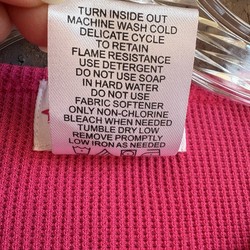 TURN INSIDE OUT
MACHINE WASH COLD
DELICATE CYCLE
TO RETAIN
FLAME RESISTANCE
USE DETERGENT
DO NOT USE SOAP
IN HARD WATER
DO NOT USE
FABRIC SOFTENER
ONLY NON-CHLORINE
BLEACH WHEN NEEDED
TUMBLE DRY LOW
REMOVE PROMPTLY
LOW IRON AS NEEDED